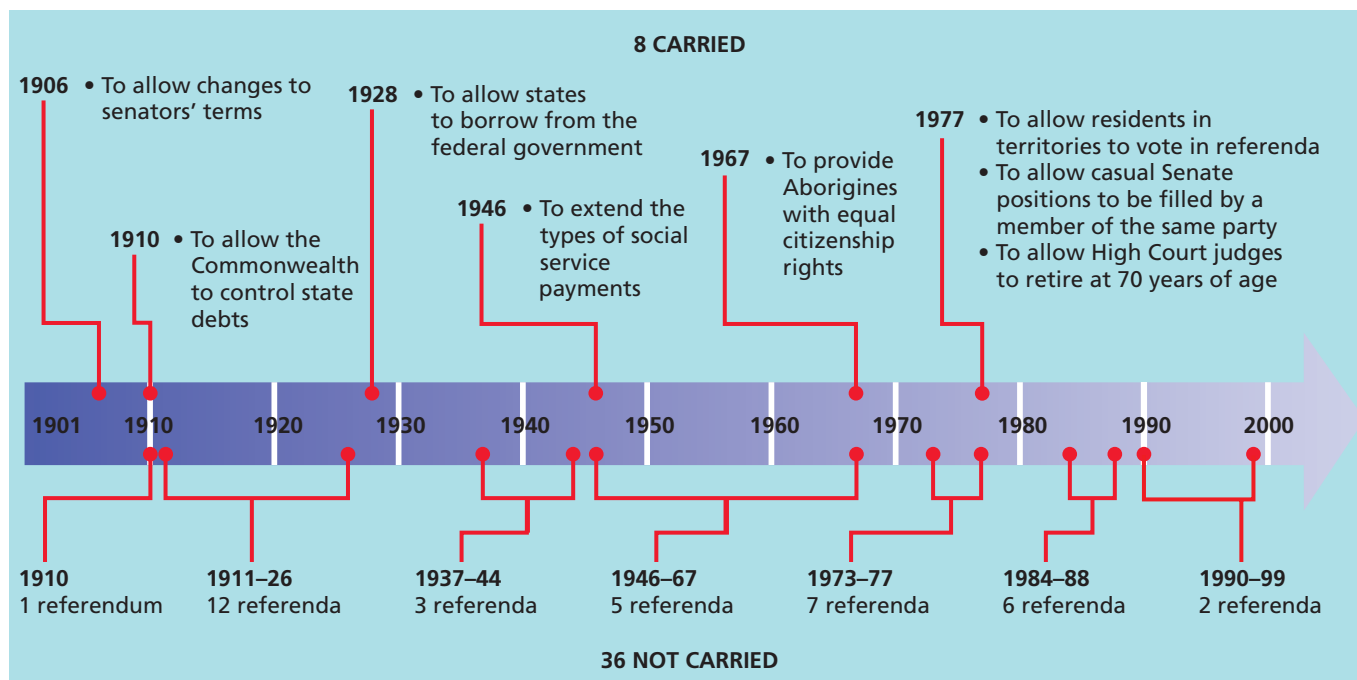 8 CARRIED
1906 • To allow changes to
senators’ terms
1928 • To allow states
to borrow from the
federal government
1977 • To allow residents in
territories to vote in referenda
• To allow casual Senate
positions to be filled by a
member of the same party
• To allow High Court judges
to retire at 70 years of age
1967 • To provide
Aborigines
with equal
citizenship
rights
1946 • To extend the
types of social
service
payments
1910 • To allow the
Commonwealth
to control state
debts
1901 1910 1920 1930 1940 1950 1960 1970 1980 1990 2000
1910
1 referendum
1911–26
12 referenda
1937–44
3 referenda
1946–67
5 referenda
1973–77
7 referenda
1984–88
6 referenda
1990–99
2 referenda
36 NOT CARRIED